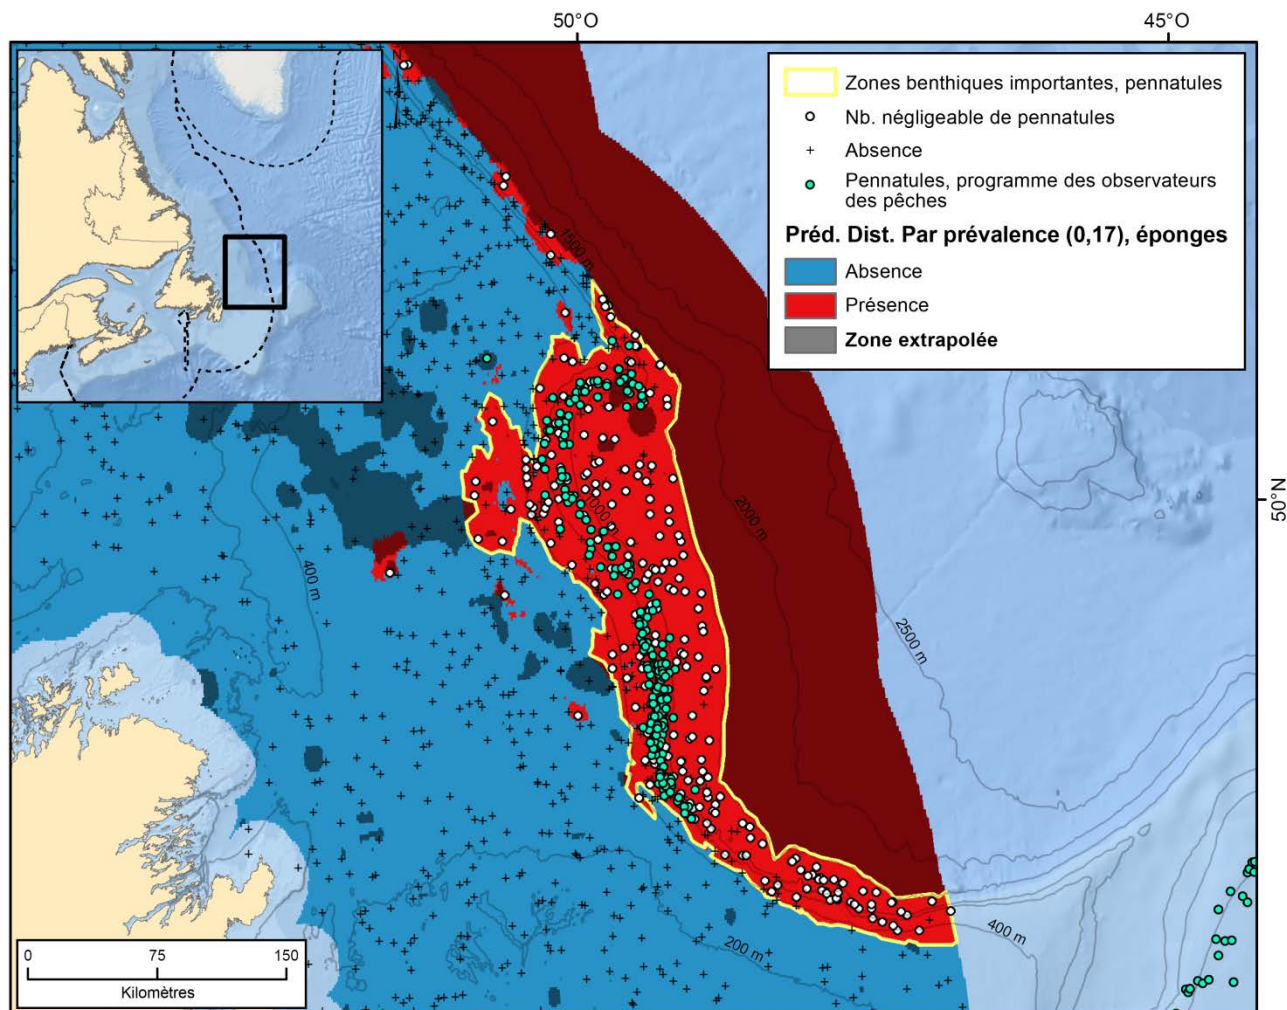 50°O
45°O
Zones benthiques importantes, pennatules
Nb. négligeable de pennatules
Absence
Pennatules, programme des observateurs
des pêches
Préd. Dist. Par prévalence (0,17), éponges
Absence
Présence
Zone extrapolée
1500 m
50°N
1000 m
2000 m
400 m
2500 m
200 m
400 m
0
75
150
Kilomètres